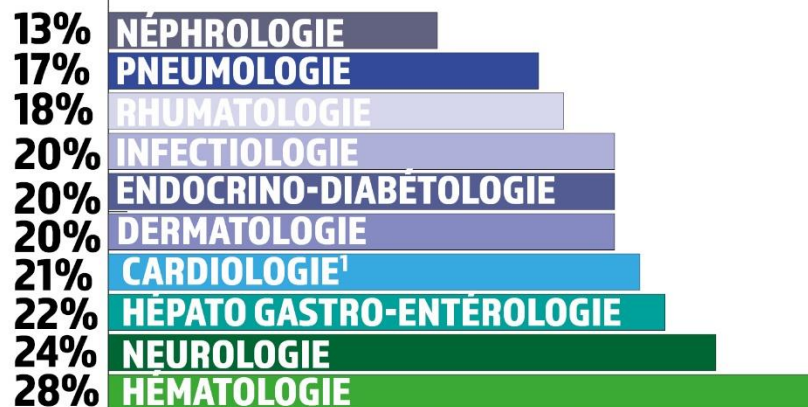 13% NÉPHROLOGIE
17% PNEUMOLOGIE
18% RHUMATOLOGIE
20% INFECTIOLOGIE
20% ENDOCRINO-DIABÉTOLOGIE
20% DERMATOLOGIE
21% CARDIOLOGIE¹
22% HÉPATO GASTRO-ENTÉROLOGIE
24% NEUROLOGIE
28% HÉMATOLOGIE